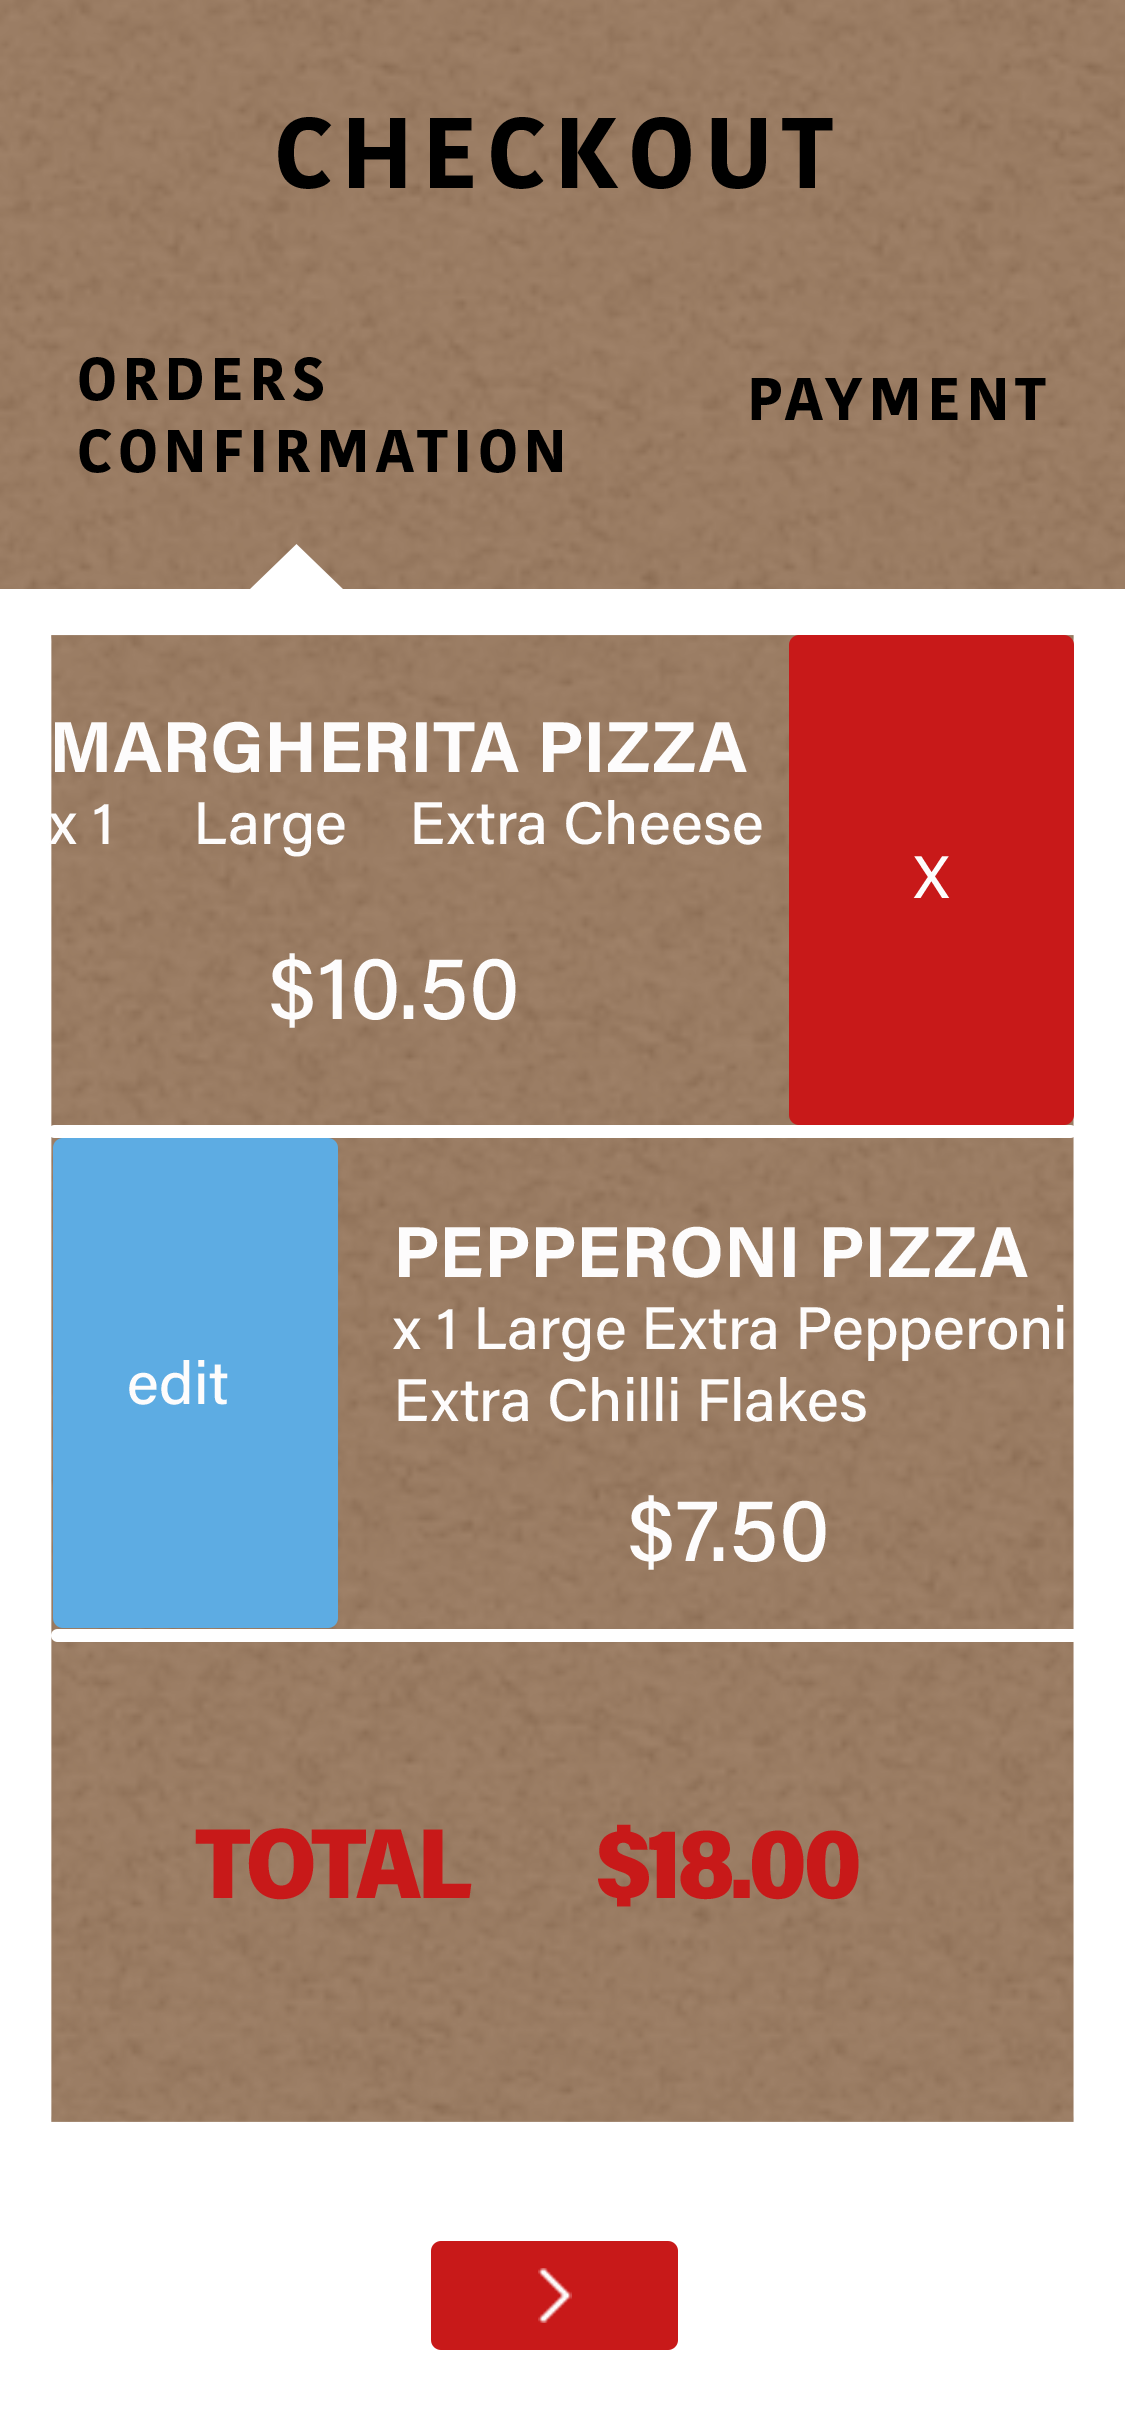 CHECKOUT
ORDERS
CONFIRMATION
PAYMENT
MARGHERITA PIZZA
x 1 Large Extra Cheese
$10.50
X
edit
PEPPERONI PIZZA
x 1 Large Extra Pepperoni
Extra Chilli Flakes
$7.50
TOTAL $18.00